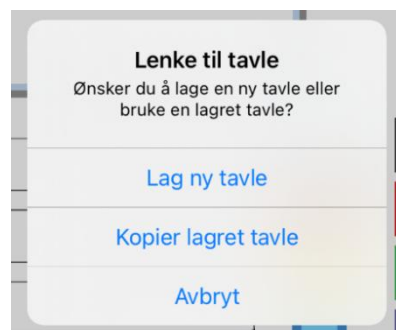 Lenke til tavle
Ønsker du å lage en ny tavle eller
bruke en lagret tavle?
Lag ny tavle
Kopier lagret tavle
Avbryt